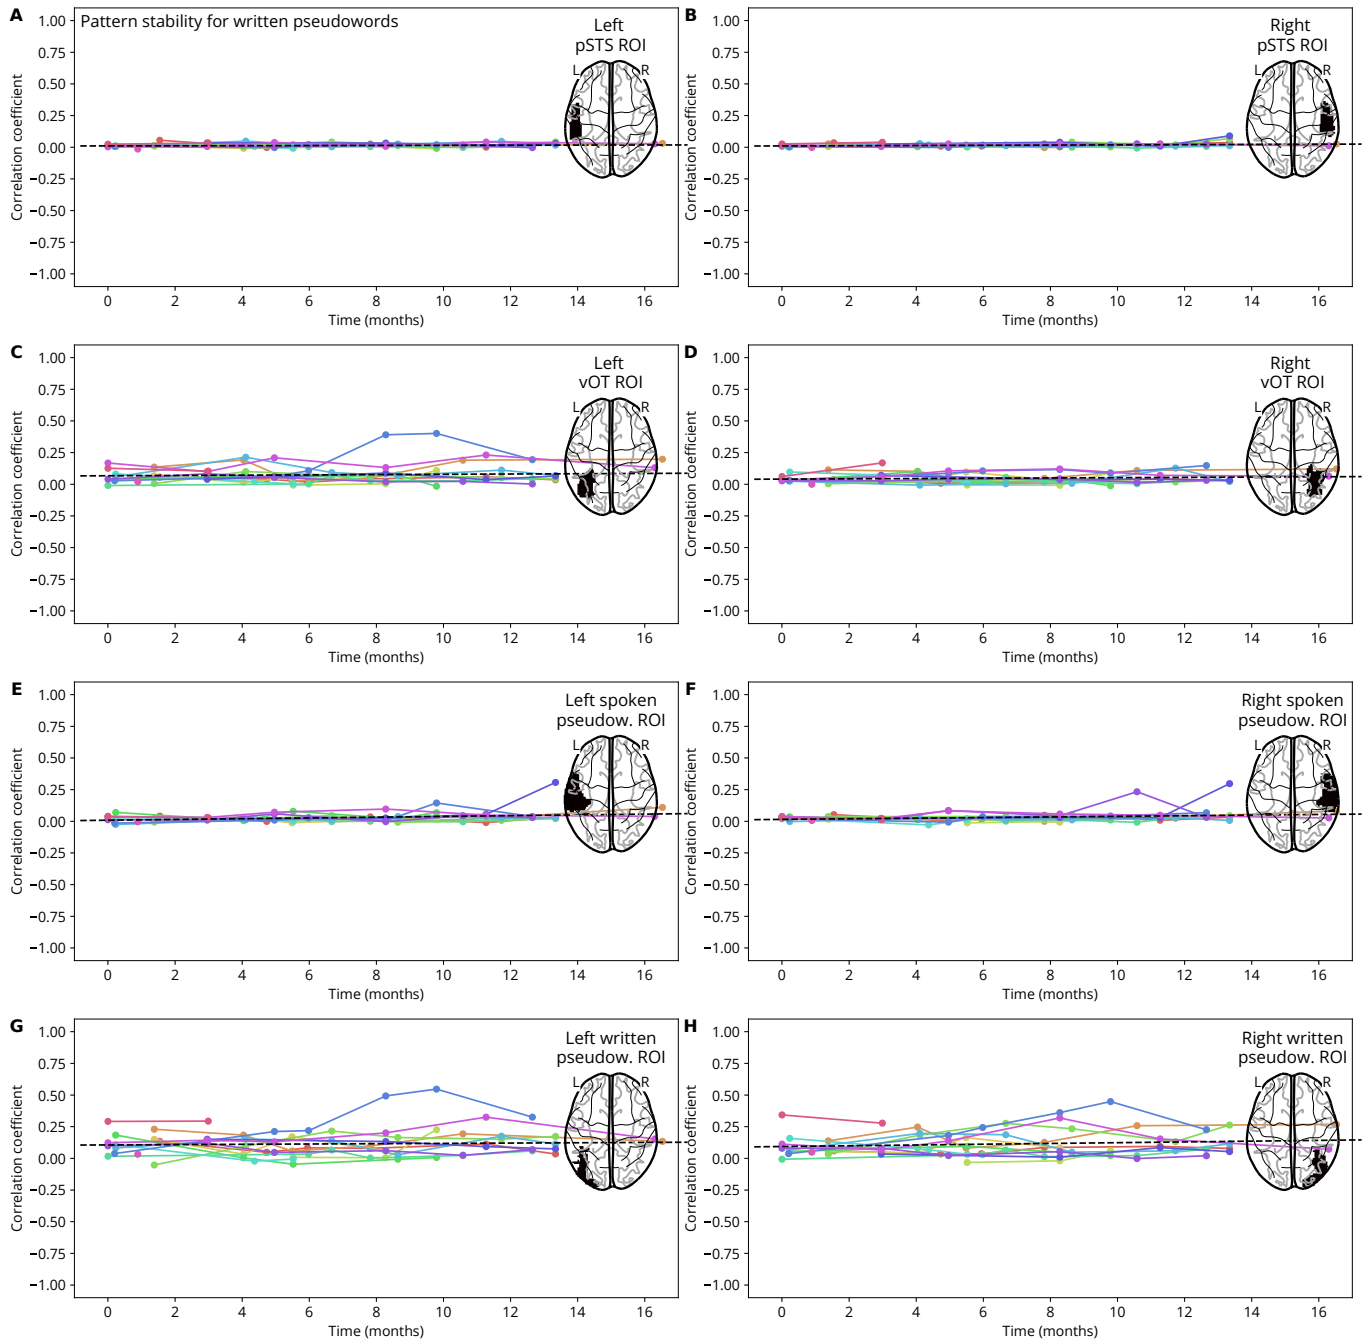 A
Pattern stability for written pseudowords
Left
pSTS ROI
L R
1.00
0.75
0.50
0.25
0.00
−0.25
−0.50
−0.75
−1.00
Correlation coefficient
0 2 4 6 8 10 12 14 16
Time (months)
B
Right
pSTS ROI
L R
1.00
0.75
0.50
0.25
0.00
−0.25
−0.50
−0.75
−1.00
Correlation coefficient
0 2 4 6 8 10 12 14 16
Time (months)
C
Left
vOT ROI
L R
1.00
0.75
0.50
0.25
0.00
−0.25
−0.50
−0.75
−1.00
Correlation coefficient
0 2 4 6 8 10 12 14 16
Time (months)
D
Right
vOT ROI
L R
1.00
0.75
0.50
0.25
0.00
−0.25
−0.50
−0.75
−1.00
Correlation coefficient
0 2 4 6 8 10 12 14 16
Time (months)
E
Left spoken
pseudow. ROI
L R
1.00
0.75
0.50
0.25
0.00
−0.25
−0.50
−0.75
−1.00
Correlation coefficient
0 2 4 6 8 10 12 14 16
Time (months)
F
Right spoken
pseudow. ROI
L R
1.00
0.75
0.50
0.25
0.00
−0.25
−0.50
−0.75
−1.00
Correlation coefficient
0 2 4 6 8 10 12 14 16
Time (months)
G
Left written
pseudow. ROI
L R
1.00
0.75
0.50
0.25
0.00
−0.25
−0.50
−0.75
−1.00
Correlation coefficient
0 2 4 6 8 10 12 14 16
Time (months)
H
Right written
pseudow. ROI
L R
1.00
0.75
0.50
0.25
0.00
−0.25
−0.50
−0.75
−1.00
Correlation coefficient
0 2 4 6 8 10 12 14 16
Time (months)